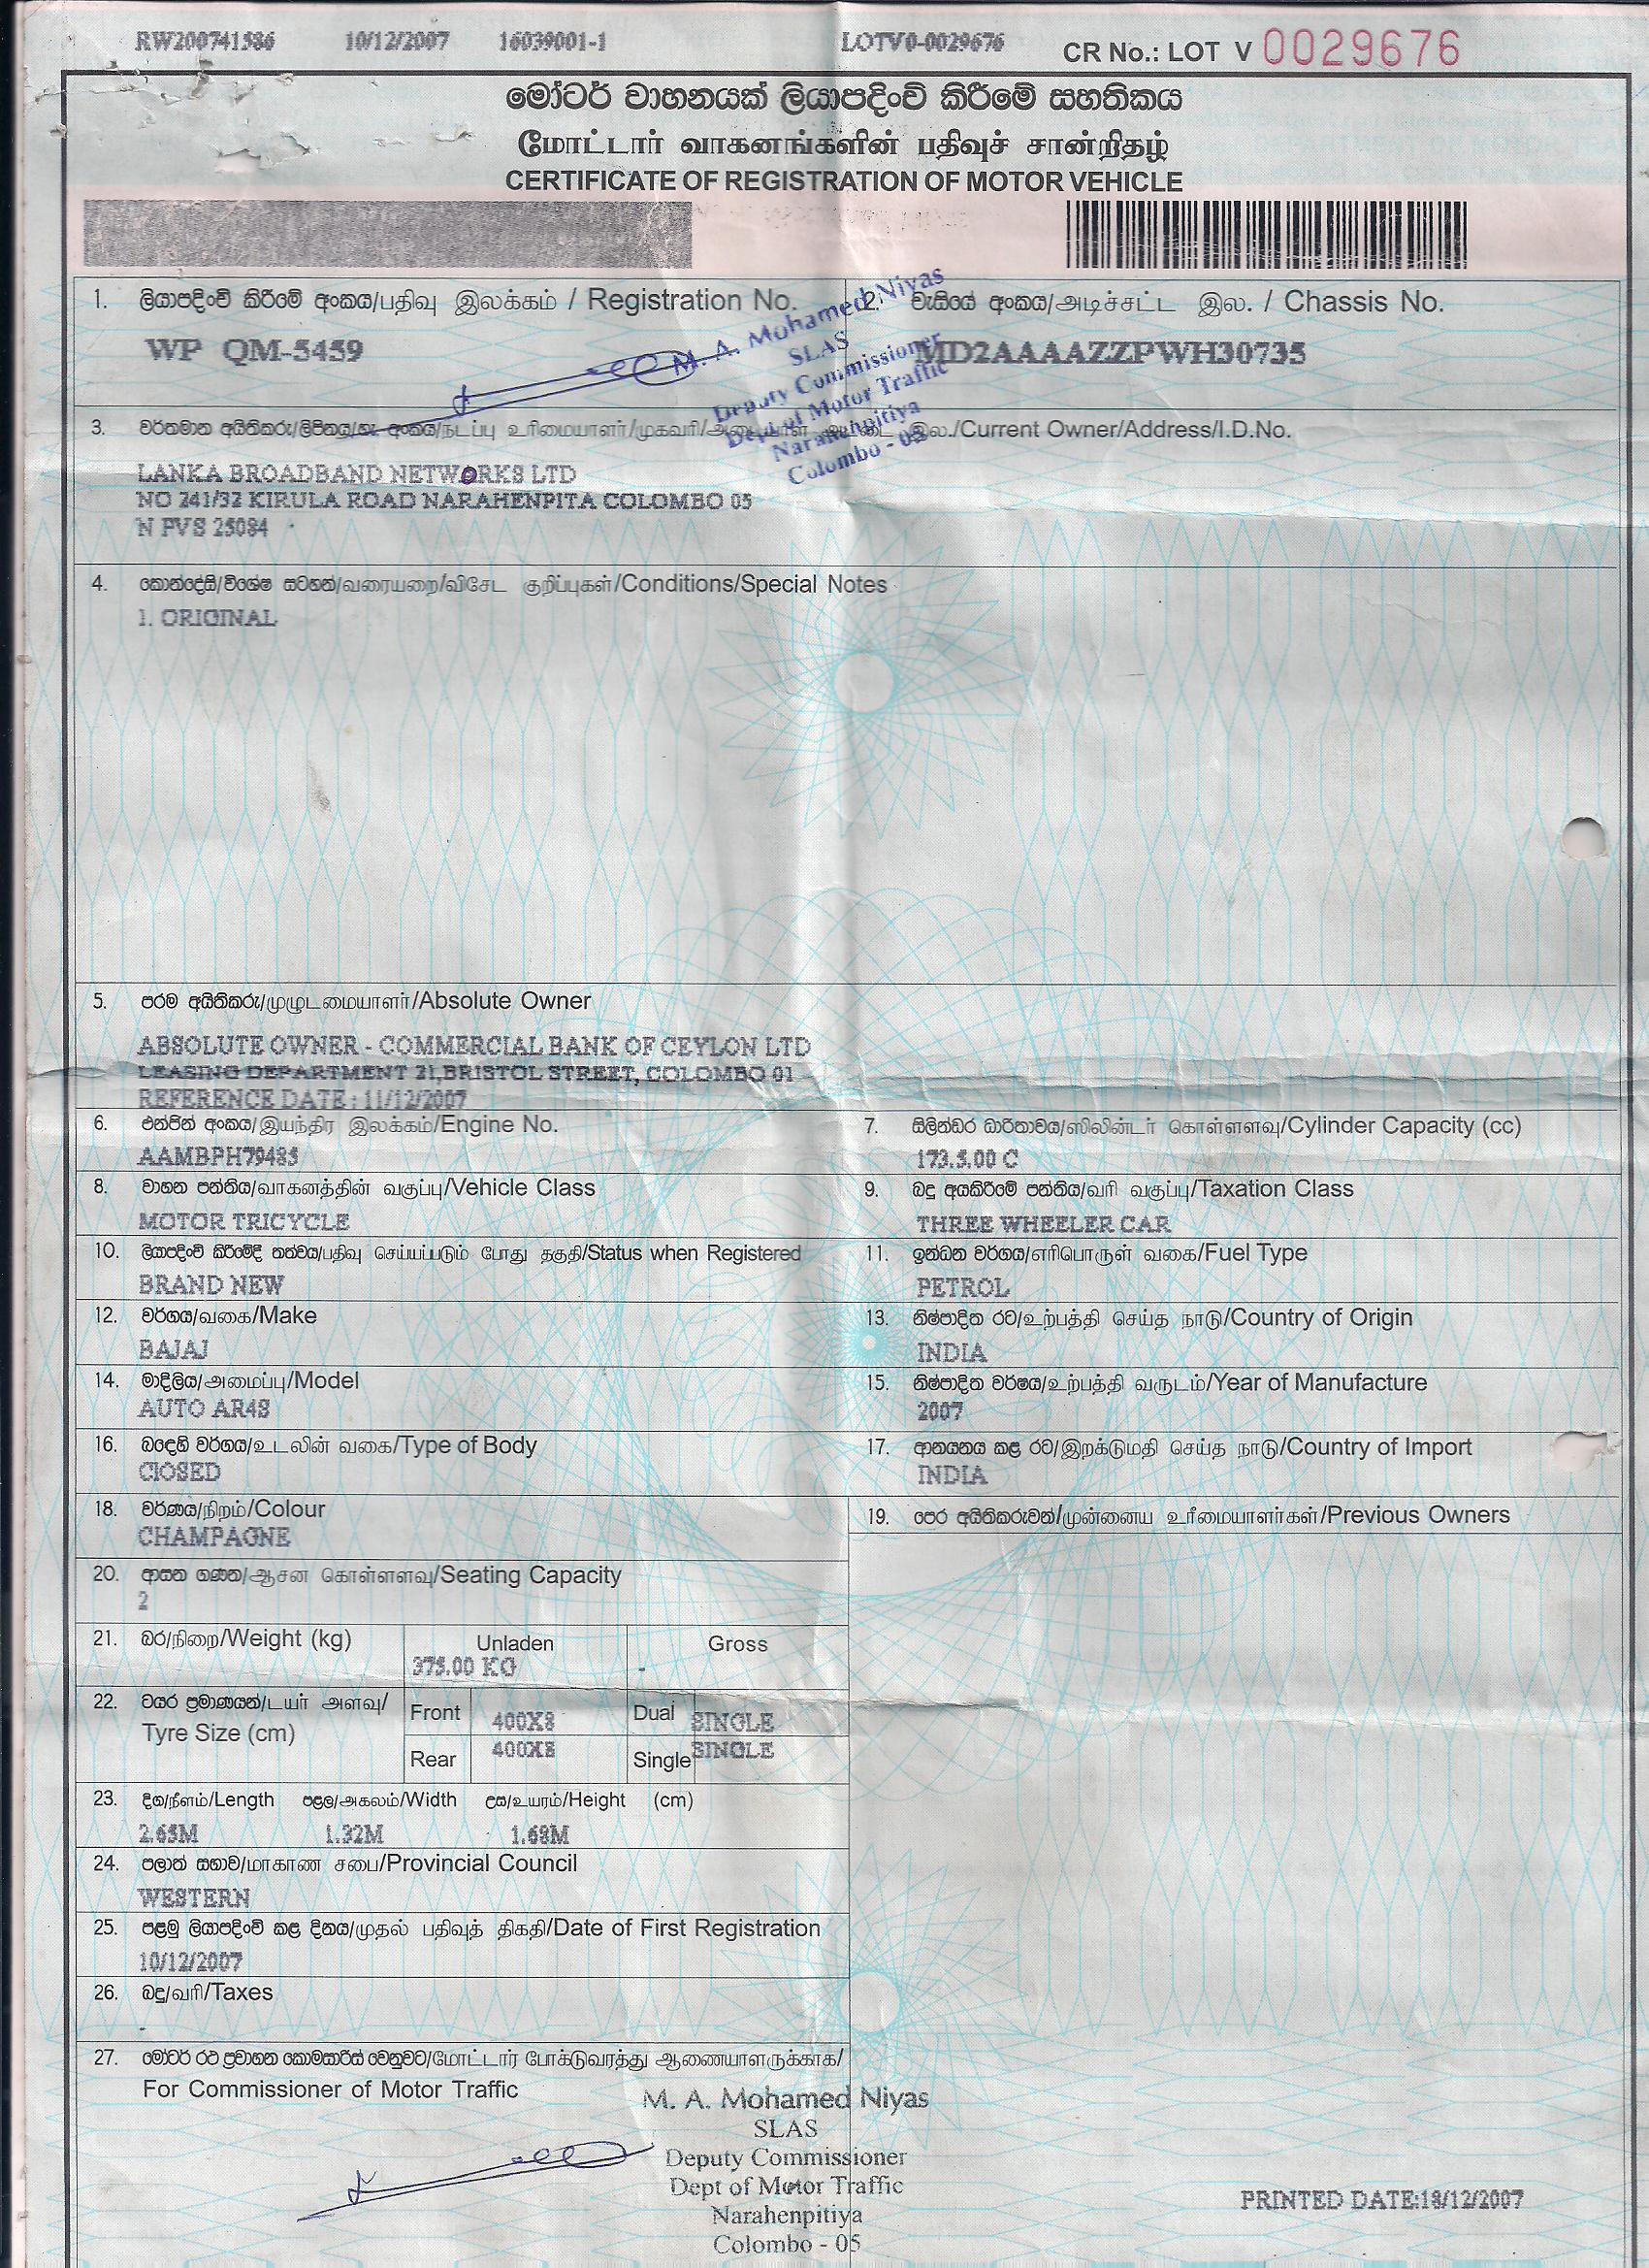 RW200741586 10/12/2007 16039001-1 LOTV0-0029676 CR No.: LOT V 0029676
මෝටර් වාහනයක් ලියාපදිංචි කිරීමේ සහතිකය
மோட்டார் வாகனங்களின் பதிவுச் சான்றிதழ்
CERTIFICATE OF REGISTRATION OF MOTOR VEHICLE
1. ලියාපදිංචි කිරීමේ අංකය/பதிவு இலக்கம் / Registration No.
WP QM-5459
2. චැසියේ අංකය/அடிச்சட்ட இல. / Chassis No.
MD2AAAAZZPWH30735
M. A. Mohamed Niyas
SLAS
Deputy Commissioner
Dept of Motor Traffic
Narahenpitiya
Colombo - 05
3. වර්තමාන අයිතිකරු/ලිපිනය/හැ. අංකය/நடப்பு உரிமையாளர்/முகவரி/அடையாள அட்டை இல./Current Owner/Address/I.D.No.
LANKA BROADBAND NETWORKS LTD
NO 241/32 KIRULA ROAD NARAHENPITA COLOMBO 05
N PVS 25084
4. කොන්දේසි/විශේෂ සටහන්/வரையறை/விசேட குறிப்புகள்/Conditions/Special Notes
1. ORIGINAL
5. පරම අයිතිකරු/முழுடமையாளர்/Absolute Owner
ABSOLUTE OWNER - COMMERCIAL BANK OF CEYLON LTD
LEASING DEPARTMENT 21,BRISTOL STREET, COLOMBO 01
REFERENCE DATE : 11/12/2007
6. එන්ජින් අංකය/இயந்திர இலக்கம்/Engine No.
AAMBPH79485
7. සිලින්ඩර ධාරිතාවය/ஸிலின்டர் கொள்ளளவு/Cylinder Capacity (cc)
173.5.00 C
8. වාහන පන්තිය/வாகனத்தின் வகுப்பு/Vehicle Class
MOTOR TRICYCLE
9. බදු අයකිරීමේ පන්තිය/வரி வகுப்பு/Taxation Class
THREE WHEELER CAR
10. ලියාපදිංචි කිරීමේදී තත්වය/பதிவு செய்யப்படும் போது தகுதி/Status when Registered
BRAND NEW
11. ඉන්ධන වර්ගය/எரிபொருள் வகை/Fuel Type
PETROL
12. වර්ගය/வகை/Make
BAJAJ
13. නිෂ්පාදිත රට/உற்பத்தி செய்த நாடு/Country of Origin
INDIA
14. මාදිලිය/அமைப்பு/Model
AUTO AR4S
15. නිෂ්පාදිත වර්ෂය/உற்பத்தி வருடம்/Year of Manufacture
2007
16. බඳෙහි වර්ගය/உடலின் வகை/Type of Body
ClOSED
17. ආනයනය කළ රට/இறக்குமதி செய்த நாடு/Country of Import
INDIA
18. වර්ණය/நிறம்/Colour
CHAMPAGNE
19. පෙර අයිතිකරුවන්/முன்னைய உரீமையாளர்கள்/Previous Owners
20. ආසන ගණන/ஆசன கொள்ளளவு/Seating Capacity
2
21. බර/நிறை/Weight (kg) Unladen Gross
375.00 KG -
22. ටයර ප්‍රමාණයන්/டயர் அளவு/ Tyre Size (cm)
Front 400X8 Dual SINGLE
Rear 400X8 Single SINGLE
23. දිග/நீளம்/Length පළල/அகலம்/Width උස/உயரம்/Height (cm)
2.65M 1.32M 1.68M
24. පලාත් සභාව/மாகாண சபை/Provincial Council
WESTERN
25. පළමු ලියාපදිංචි කළ දිනය/முதல் பதிவுத் திகதி/Date of First Registration
10/12/2007
26. බදු/வரி/Taxes
-
27. මෝටර් රථ ප්‍රවාහන කොමසාරිස් වෙනුවට/மோட்டார் போக்குவரத்து ஆணையாளருக்காக/
For Commissioner of Motor Traffic
M. A. Mohamed Niyas
SLAS
Deputy Commissioner
Dept of Motor Traffic
Narahenpitiya
Colombo - 05
PRINTED DATE:18/12/2007